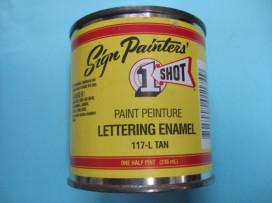 Sign Painters'
1 SHOT
PAINT PEINTURE
LETTERING ENAMEL
117-L TAN
ONE HALF PINT (236 mL)